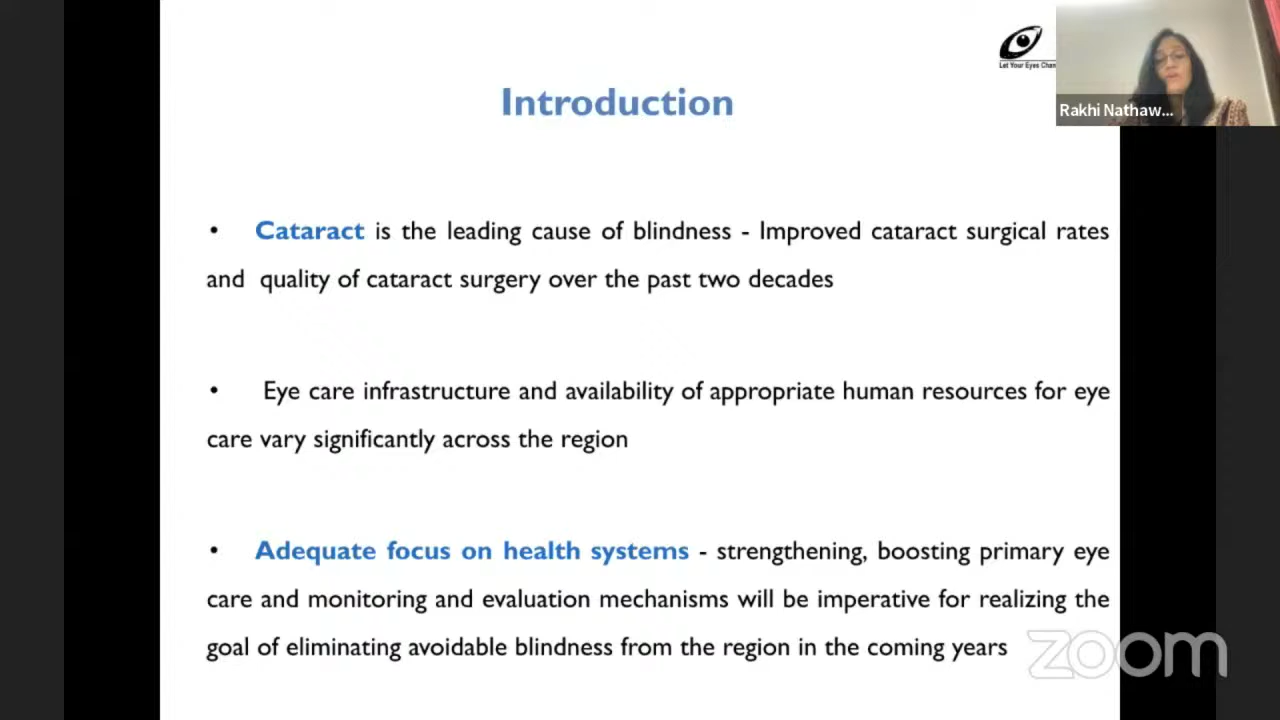 Let Your Eyes
Rakhi Nathaw...
Introduction
• Cataract is the leading cause of blindness - Improved cataract surgical rates
and quality of cataract surgery over the past two decades
• Eye care infrastructure and availability of appropriate human resources for eye
care vary significantly across the region
• Adequate focus on health systems - strengthening, boosting primary eye
care and monitoring and evaluation mechanisms will be imperative for realizing the
goal of eliminating avoidable blindness from the region in the coming years
zoom